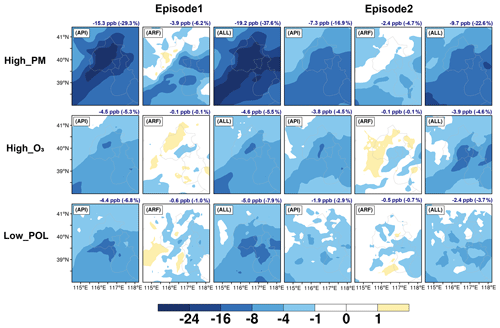 Episode1 Episode2
-15.3 ppb (-29.3%) -3.9 ppb (-6.2%) -19.2 ppb (-37.6%) -7.3 ppb (-16.9%) -2.4 ppb (-4.7%) -9.7 ppb (-22.6%)
High_PM 41°N 40°N 39°N (API) (ARF) (ALL) (API) (ARF) (ALL)
-4.5 ppb (-5.3%) -0.1 ppb (-0.1%) -4.6 ppb (-5.5%) -3.8 ppb (-4.5%) -0.1 ppb (-0.1%) -3.9 ppb (-4.6%)
High_O₃ 41°N 40°N 39°N (API) (ARF) (ALL) (API) (ARF) (ALL)
-4.4 ppb (-6.8%) -0.6 ppb (-1.0%) -5.0 ppb (-7.9%) -1.9 ppb (-2.9%) -0.5 ppb (-0.7%) -2.4 ppb (-3.7%)
Low_POL 41°N 40°N 39°N (API) (ARF) (ALL) (API) (ARF) (ALL)
115°E 116°E 117°E 118°E 115°E 116°E 117°E 118°E 115°E 116°E 117°E 118°E 115°E 116°E 117°E 118°E 115°E 116°E 117°E 118°E 115°E 116°E 117°E 118°E
-24 -16 -8 -4 -1 0 1